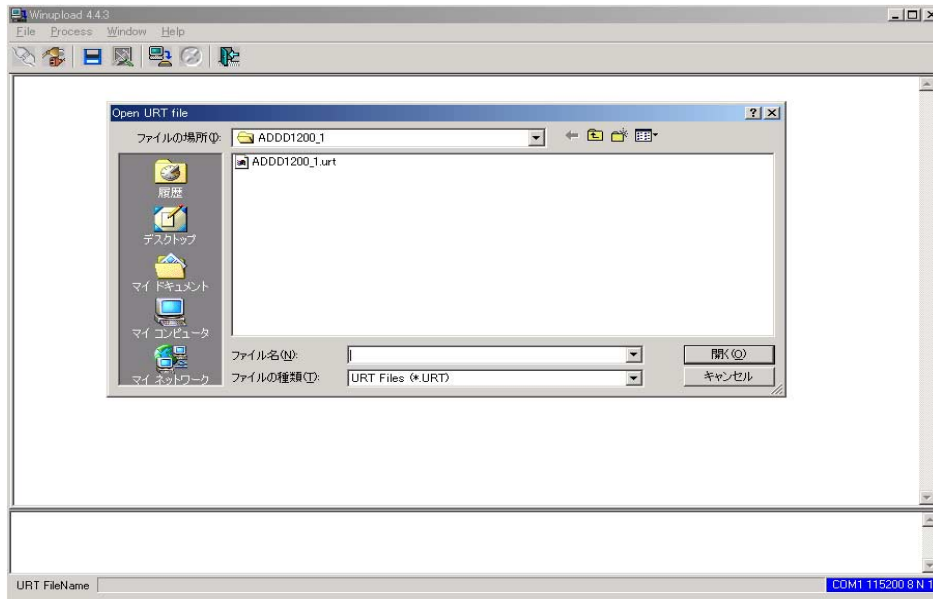 Winupload 4.4.3
File Process Window Help
Open URT file
ファイルの場所(I):
ADDD1200_1
ADDD1200_1.urt
履歴
デスクトップ
マイ ドキュメント
マイ コンピュータ
マイ ネットワーク
ファイル名(N):
開く(O)
ファイルの種類(T):
URT Files (*.URT)
キャンセル
URT FileName
COM1 115200 8 N 1